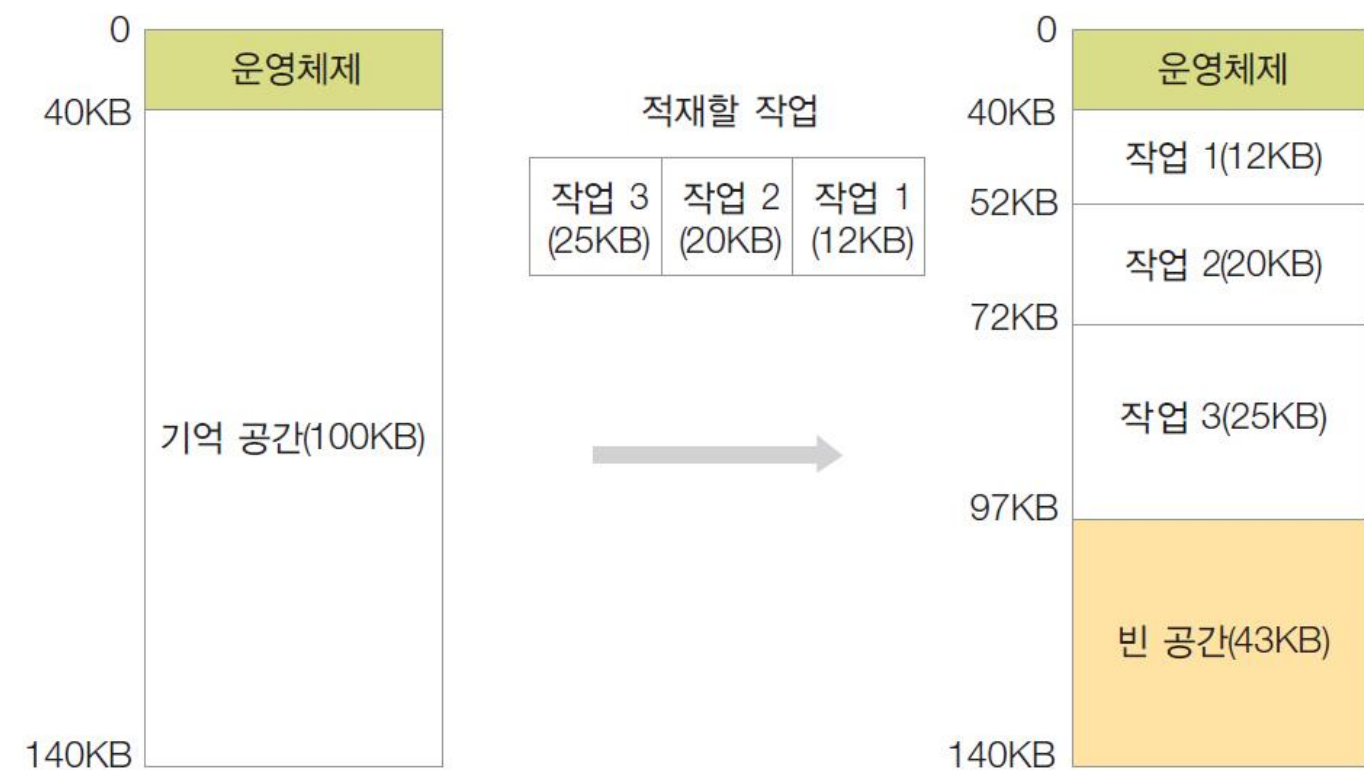 0
운영체제
40KB
기억 공간(100KB)
140KB
적재할 작업
작업 3
(25KB)
작업 2
(20KB)
작업 1
(12KB)
0
운영체제
40KB
작업 1(12KB)
52KB
작업 2(20KB)
72KB
작업 3(25KB)
97KB
빈 공간(43KB)
140KB